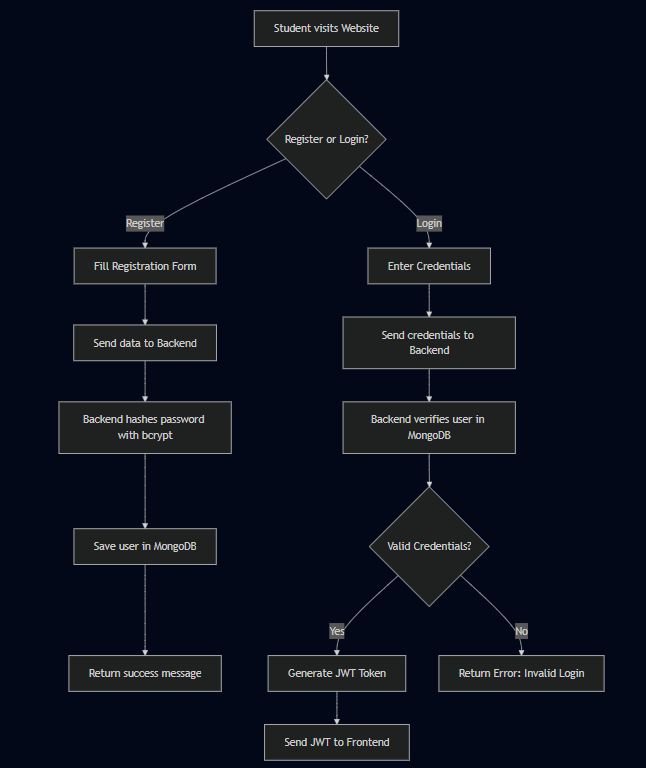 Student visits Website
Register or Login?
Register
Login
Fill Registration Form
Enter Credentials
Send data to Backend
Send credentials to
Backend
Backend hashes password
with bcrypt
Backend verifies user in
MongoDB
Save user in MongoDB
Valid Credentials?
Yes
No
Return success message
Generate JWT Token
Return Error: Invalid Login
Send JWT to Frontend